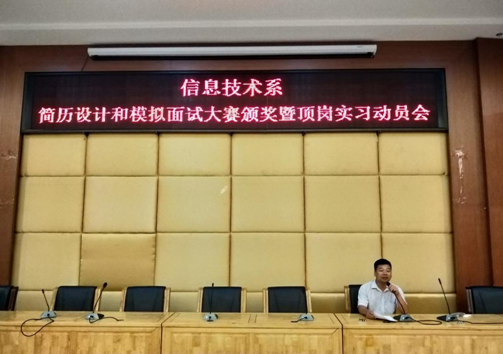 信息技术系
简历设计和模拟面试大赛颁奖暨顶岗实习动员会